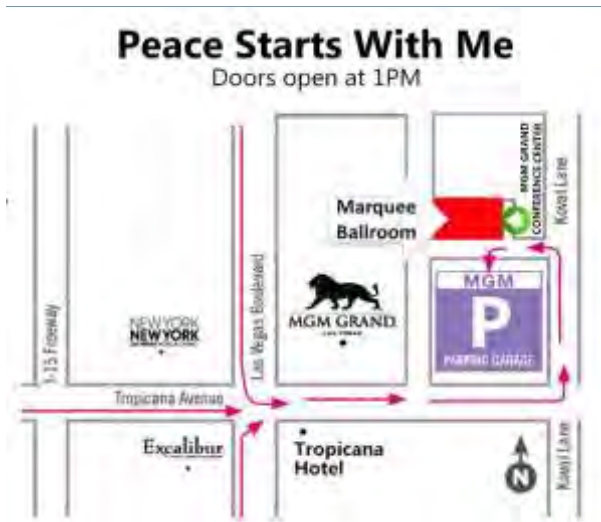 Peace Starts With Me
Doors open at 1PM
MGM GRAND
CONFERENCE CENTER
Koval Lane
Marquee
Ballroom
Las Vegas Boulevard
I-15 Freeway
NEW YORK
NEW YORK
MGM GRAND
MGM
P
PARKING GARAGE
Tropicana Avenue
Excalibur
Tropicana
Hotel
N
Koval Lane